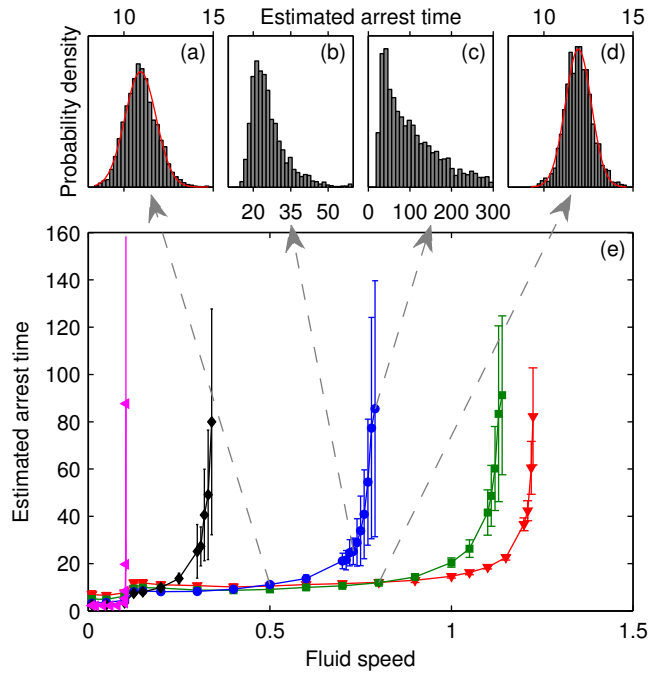 Estimated arrest time
10 15
10 15
Probability density
(a)
(b)
(c)
(d)
20 35 50
0 100 200 300
(e)
Estimated arrest time
160
140
120
100
80
60
40
20
0
0 0.5 1 1.5
Fluid speed